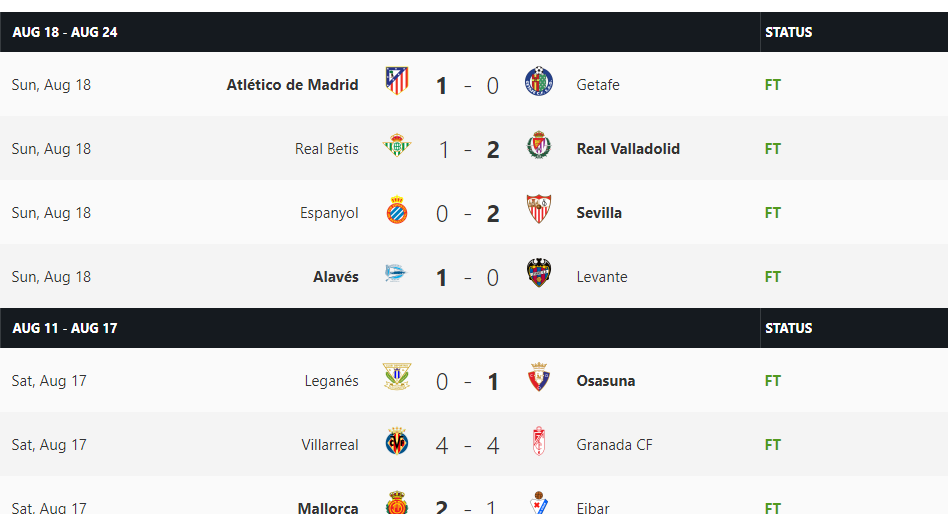 AUG 18 - AUG 24 STATUS
Sun, Aug 18 Atlético de Madrid 1 - 0 Getafe FT
Sun, Aug 18 Real Betis 1 - 2 Real Valladolid FT
Sun, Aug 18 Espanyol 0 - 2 Sevilla FT
Sun, Aug 18 Alavés 1 - 0 Levante FT
AUG 11 - AUG 17 STATUS
Sat, Aug 17 Leganés 0 - 1 Osasuna FT
Sat, Aug 17 Villarreal 4 - 4 Granada CF FT
Sat, Aug 17 Mallorca 2 - 1 Eibar FT